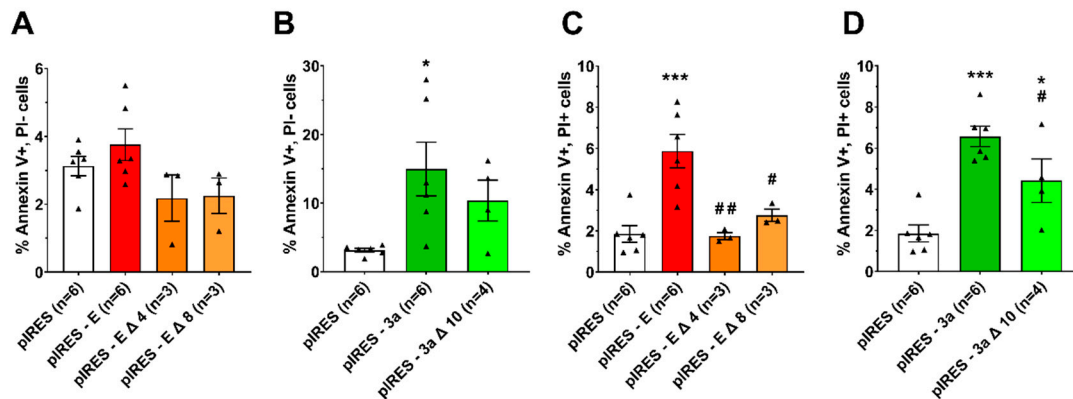 A
% Annexin V+, PI- cells
6
4
2
0
pIRES (n=6)
pIRES - E (n=6)
pIRES - E Δ 4 (n=3)
pIRES - E Δ 8 (n=3)
B
% Annexin V+, PI- cells
30
20
10
0
*
pIRES (n=6)
pIRES - 3a (n=6)
pIRES - 3a Δ 10 (n=4)
C
% Annexin V+, PI+ cells
10
8
6
4
2
0
***
##
#
pIRES (n=6)
pIRES - E (n=6)
pIRES - E Δ 4 (n=3)
pIRES - E Δ 8 (n=3)
D
% Annexin V+, PI+ cells
10
8
6
4
2
0
***
*
#
pIRES (n=6)
pIRES - 3a (n=6)
pIRES - 3a Δ 10 (n=4)